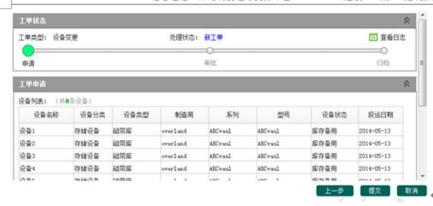 工单状态
工单类型： 设备变更 处理状态： 新工单 查看日志
申请 审批 归档
工单申请
设备列表： （共0条设备）
设备名称 设备分类 设备类型 制造商 系列 型号 设备状态 投运日期
设备1 存储设备 磁带库 overland ARCvaul ARCvaul 库存备用 2014-05-13
设备2 存储设备 磁带库 overland ARCvaul ARCvaul 库存备用 2014-05-13
设备3 存储设备 磁带库 overland ARCvaul ARCvaul 库存备用 2014-05-13
设备4 存储设备 磁带库 overland ARCvaul ARCvaul 库存备用 2014-05-13
上一步 提交 取消